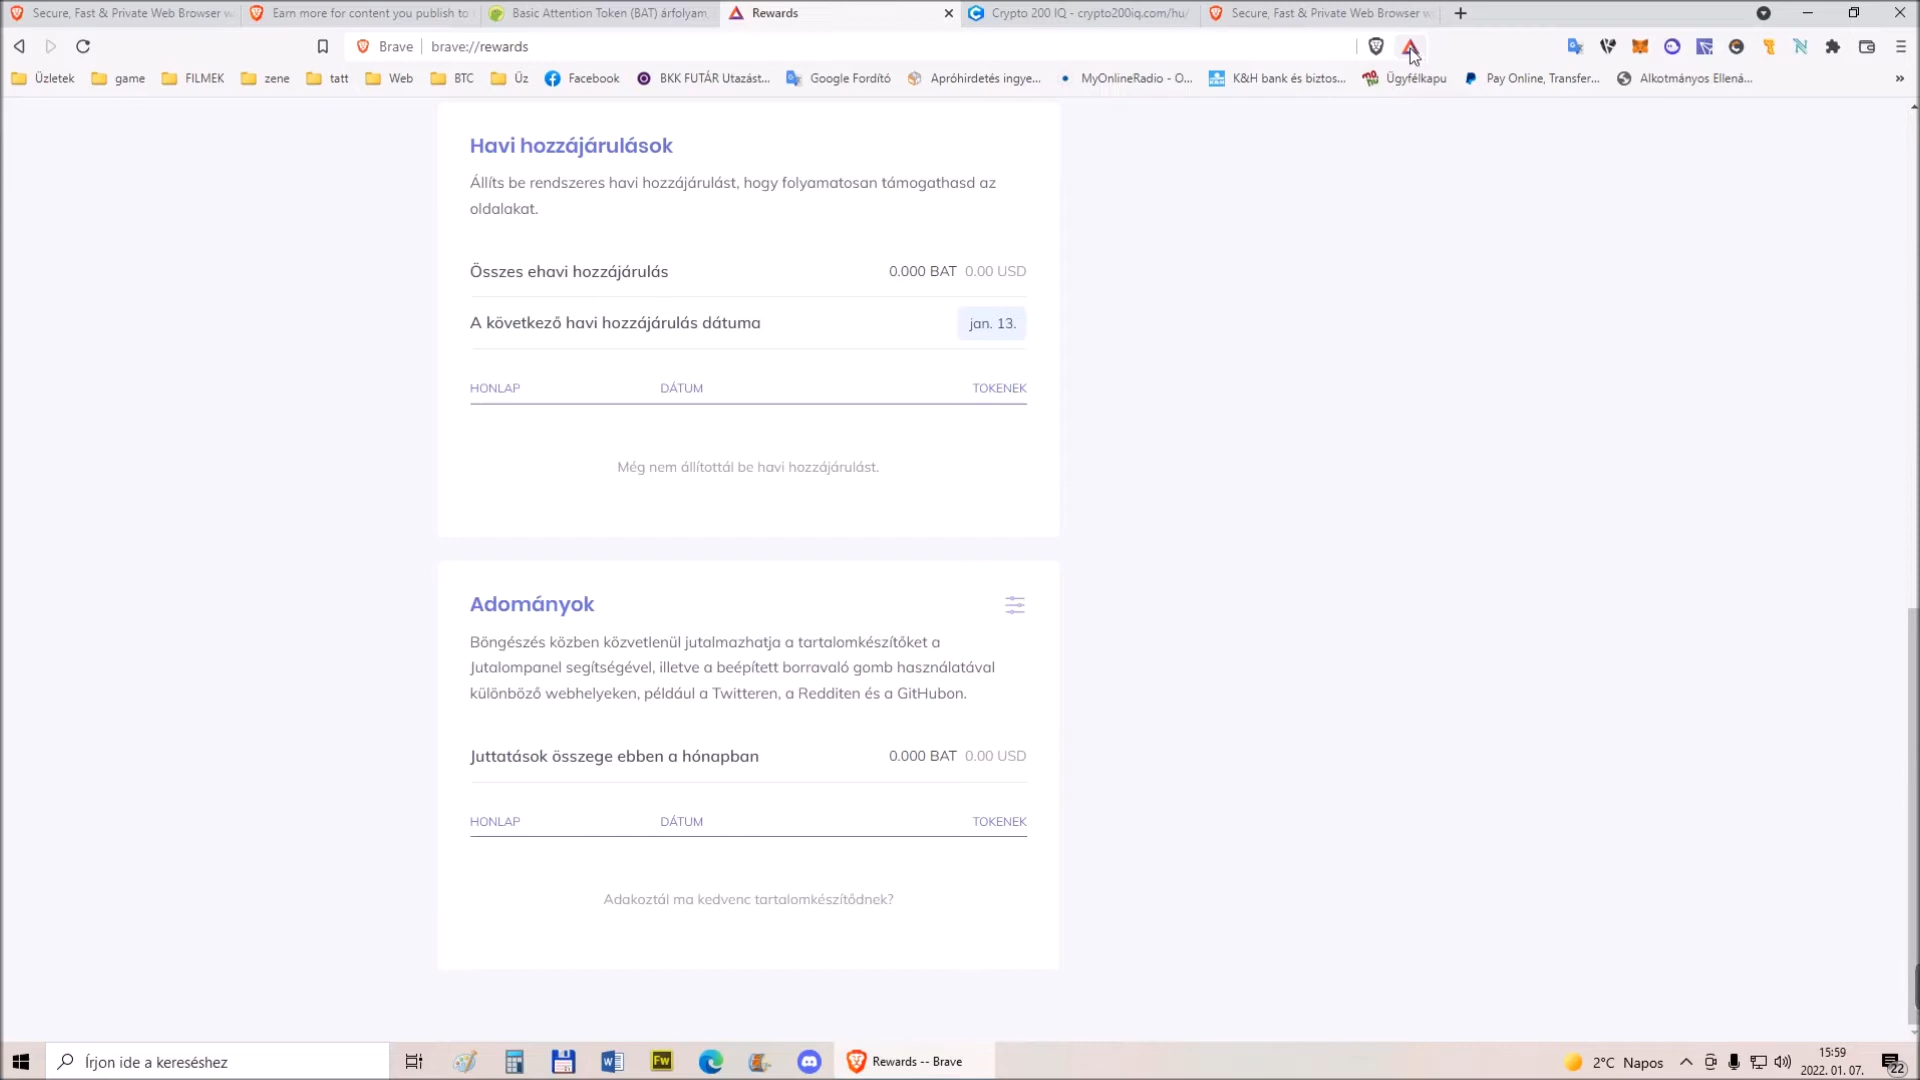 Secure, Fast & Private Web Browser w
Earn more for content you publish to
Basic Attention Token (BAT) árfolyam,
Rewards
Crypto 200 IQ - crypto200iq.com/hu/
Secure, Fast & Private Web Browser w
Brave
brave://rewards
Üzletek
game
FILMEK
zene
tatt
Web
BTC
Űz
Facebook
BKK FUTÁR Utazást...
Google Fordító
Apróhirdetés ingye...
MyOnlineRadio - O...
K&H bank és biztos...
Ügyfélkapu
Pay Online, Transfer...
Alkotmányos Ellená...
Havi hozzájárulások
Állíts be rendszeres havi hozzájárulást, hogy folyamatosan támogathasd az
oldalakat.
Összes ehavi hozzájárulás 0.000 BAT 0.00 USD
A következő havi hozzájárulás dátuma jan. 13.
HONLAP DÁTUM TOKENEK
Még nem állítottál be havi hozzájárulást.
Adományok
Böngészés közben közvetlenül jutalmazhatja a tartalomkészítőket a
Jutalompanel segítségével, illetve a beépített borravaló gomb használatával
különböző webhelyeken, például a Twitteren, a Redditen és a GitHubon.
Juttatások összege ebben a hónapban 0.000 BAT 0.00 USD
HONLAP DÁTUM TOKENEK
Adakoztál ma kedvenc tartalomkészítődnek?
Írjon ide a kereséshez
Fw
Rewards -- Brave
2°C Napos
15:59
2022. 01. 07.
22